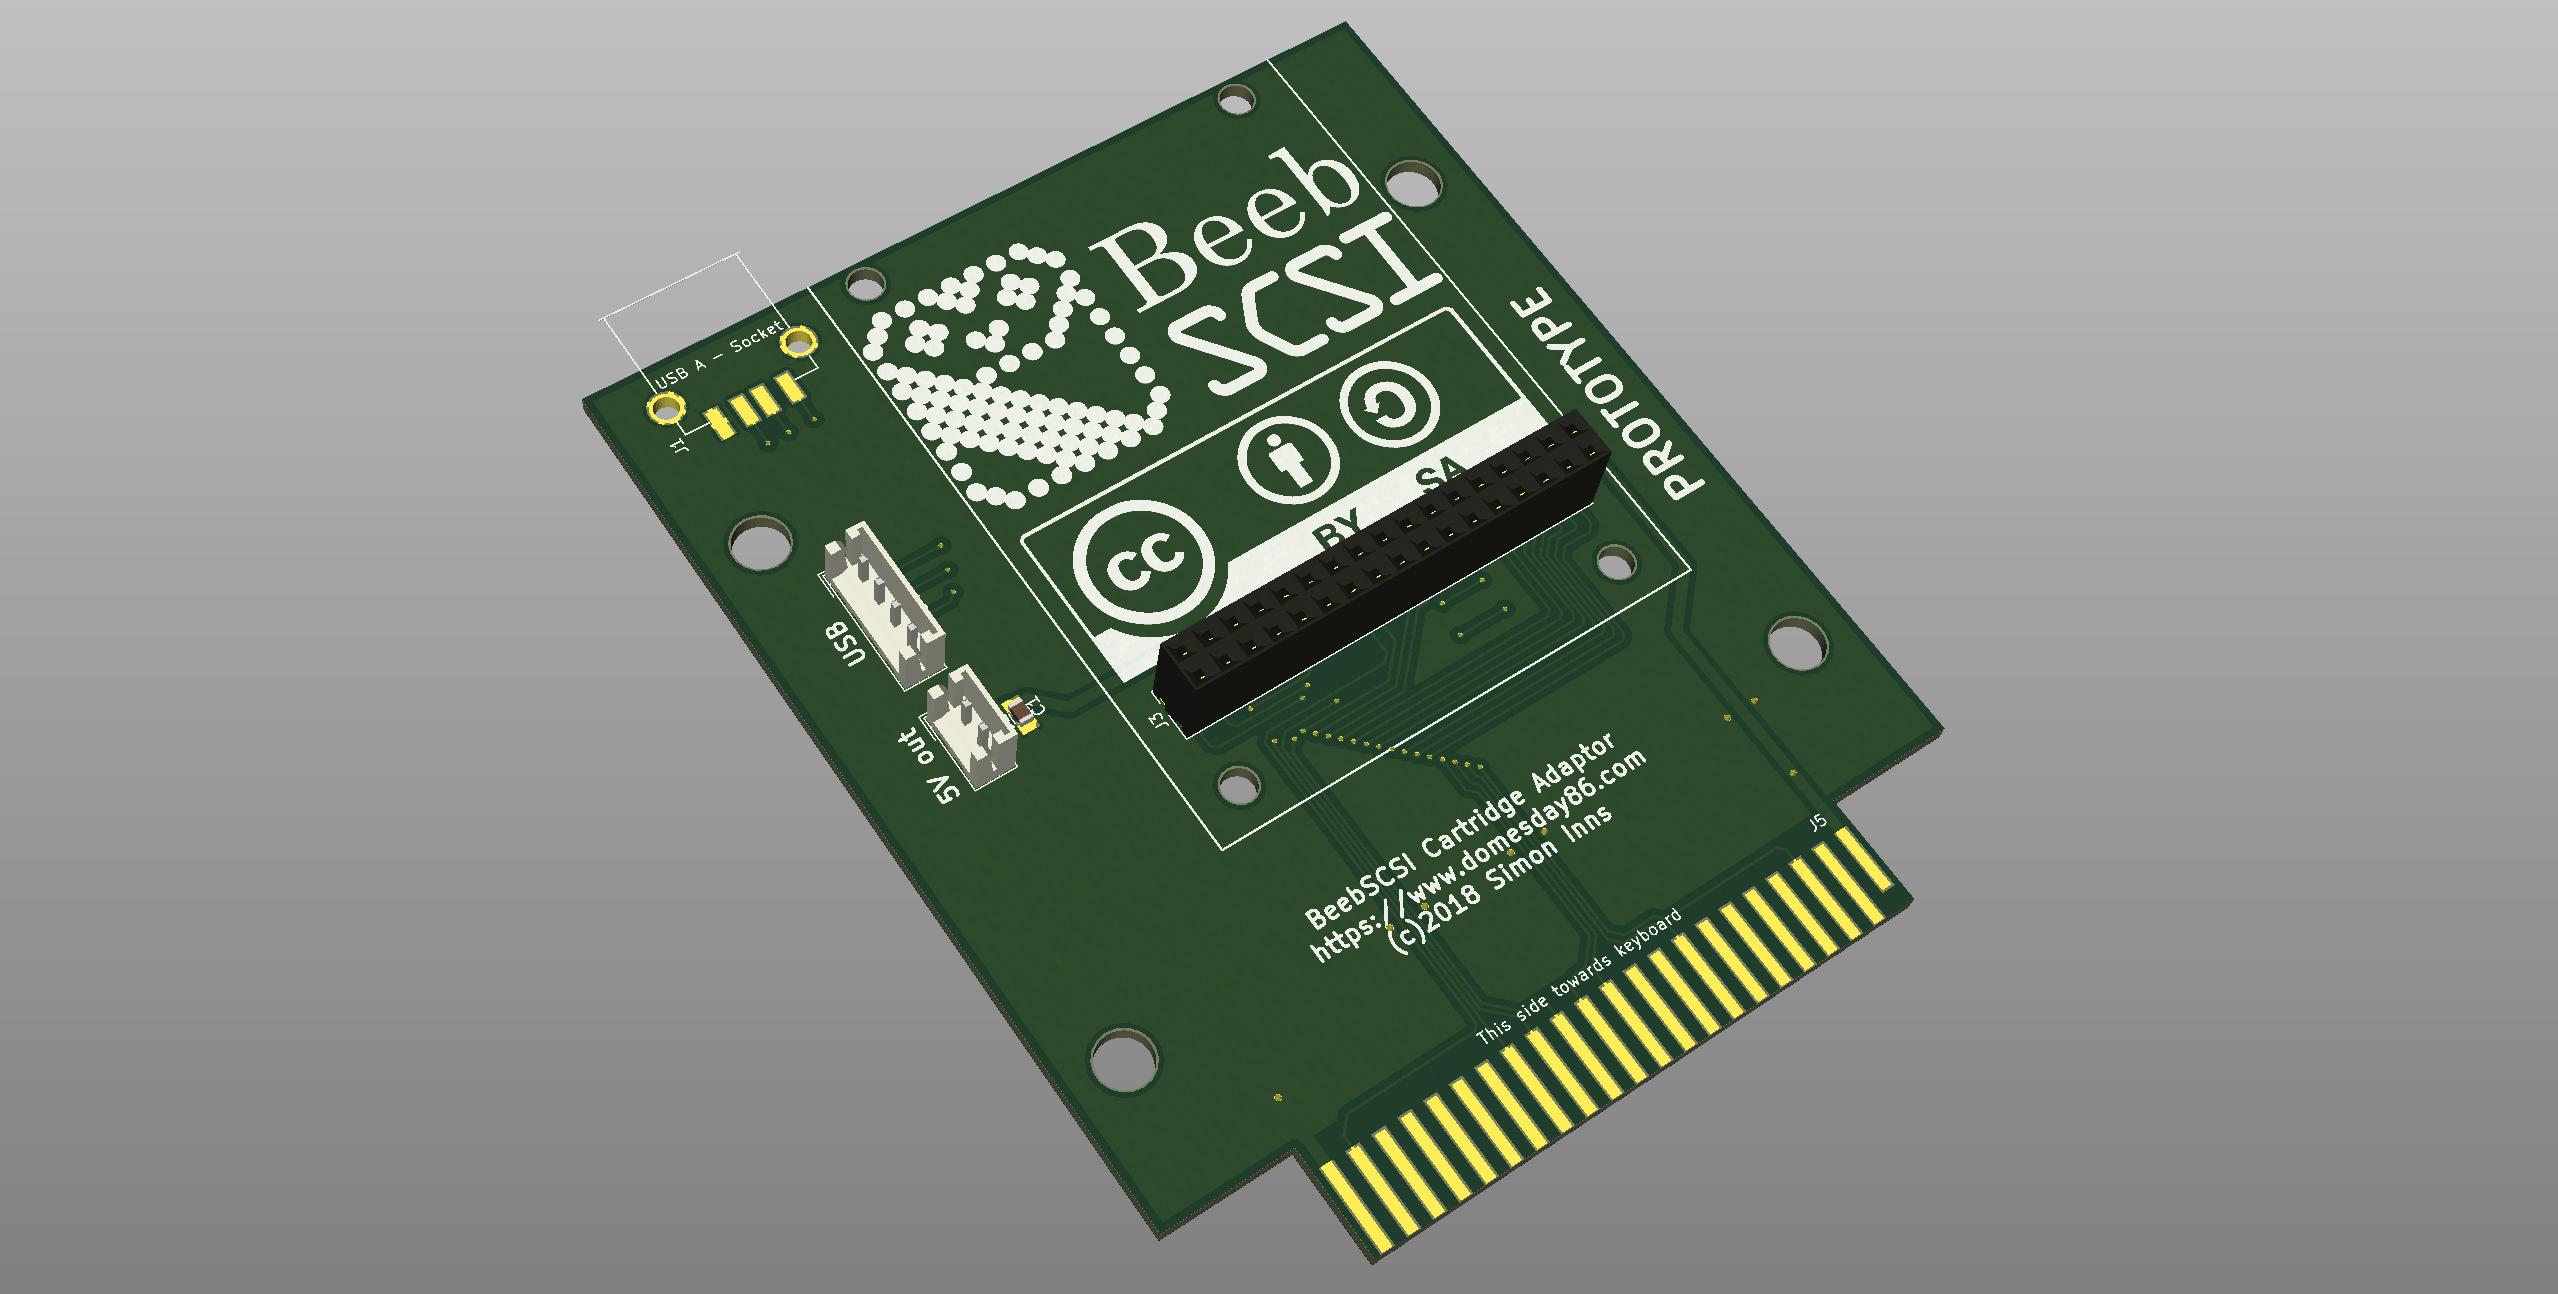 Beeb
SCSI
PROTOTYPE
USB A - Socket
J1
CC
BY
SA
USB
5V out
C1
J3
BeebSCSI Cartridge Adaptor
https://www.domesday86.com
(c)2018 Simon Inns
J5
This side towards keyboard